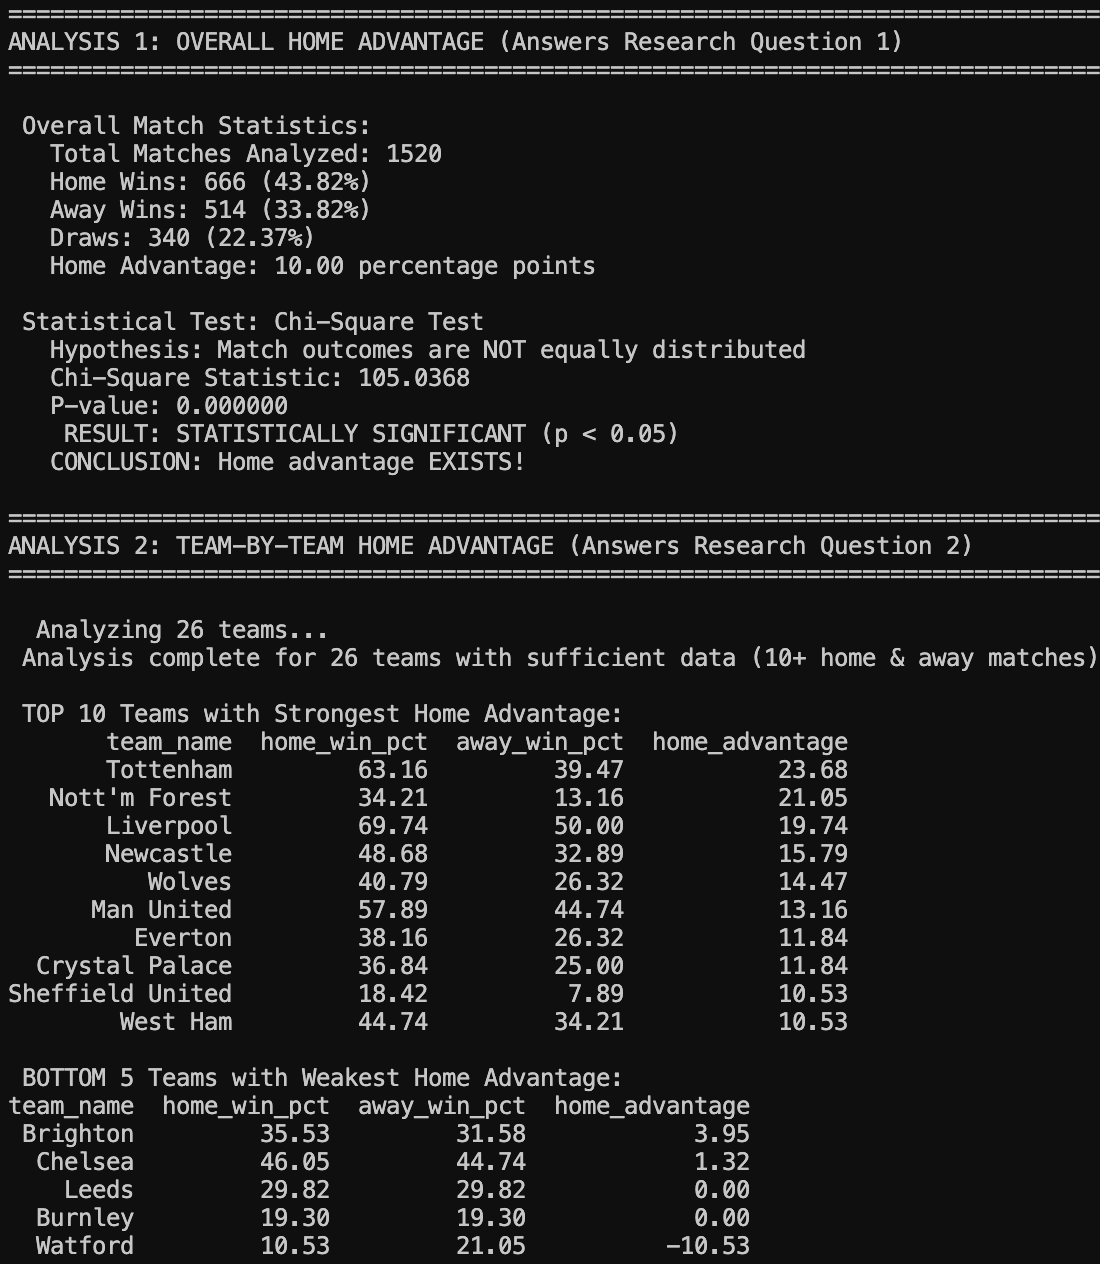 ==============================================================================
ANALYSIS 1: OVERALL HOME ADVANTAGE (Answers Research Question 1)
==============================================================================
Overall Match Statistics:
Total Matches Analyzed: 1520
Home Wins: 666 (43.82%)
Away Wins: 514 (33.82%)
Draws: 340 (22.37%)
Home Advantage: 10.00 percentage points
Statistical Test: Chi-Square Test
Hypothesis: Match outcomes are NOT equally distributed
Chi-Square Statistic: 105.0368
P-value: 0.000000
RESULT: STATISTICALLY SIGNIFICANT (p < 0.05)
CONCLUSION: Home advantage EXISTS!
==============================================================================
ANALYSIS 2: TEAM-BY-TEAM HOME ADVANTAGE (Answers Research Question 2)
==============================================================================
Analyzing 26 teams...
Analysis complete for 26 teams with sufficient data (10+ home & away matches)
TOP 10 Teams with Strongest Home Advantage:
team_name home_win_pct away_win_pct home_advantage
Tottenham 63.16 39.47 23.68
Nott'm Forest 34.21 13.16 21.05
Liverpool 69.74 50.00 19.74
Newcastle 48.68 32.89 15.79
Wolves 40.79 26.32 14.47
Man United 57.89 44.74 13.16
Everton 38.16 26.32 11.84
Crystal Palace 36.84 25.00 11.84
Sheffield United 18.42 7.89 10.53
West Ham 44.74 34.21 10.53
BOTTOM 5 Teams with Weakest Home Advantage:
team_name home_win_pct away_win_pct home_advantage
Brighton 35.53 31.58 3.95
Chelsea 46.05 44.74 1.32
Leeds 29.82 29.82 0.00
Burnley 19.30 19.30 0.00
Watford 10.53 21.05 -10.53